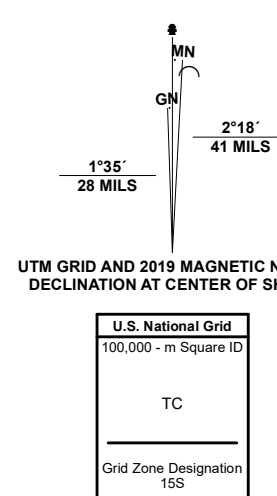 MN
GN
2°18´
41 MILS
1°35´
28 MILS
UTM GRID AND 2019 MAGNETIC
DECLINATION AT CENTER OF
U.S. National Grid
100,000 - m Square ID
TC
Grid Zone Designation
15S